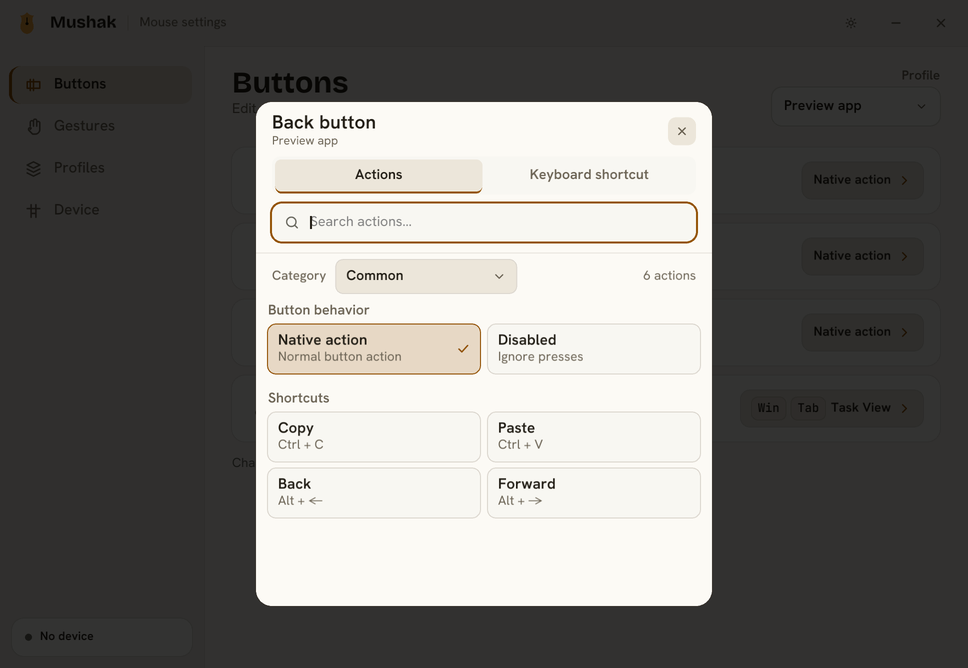 Mushak
Mouse settings
Buttons
Gestures
Profiles
Device
No device
Buttons
Edit
Profile
Preview app
Native action
Native action
Native action
Win Tab Task View
Cha
Back button
Preview app
Actions
Keyboard shortcut
Search actions...
Category
Common
6 actions
Button behavior
Native action
Normal button action
Disabled
Ignore presses
Shortcuts
Copy
Ctrl + C
Paste
Ctrl + V
Back
Alt + ←
Forward
Alt + →